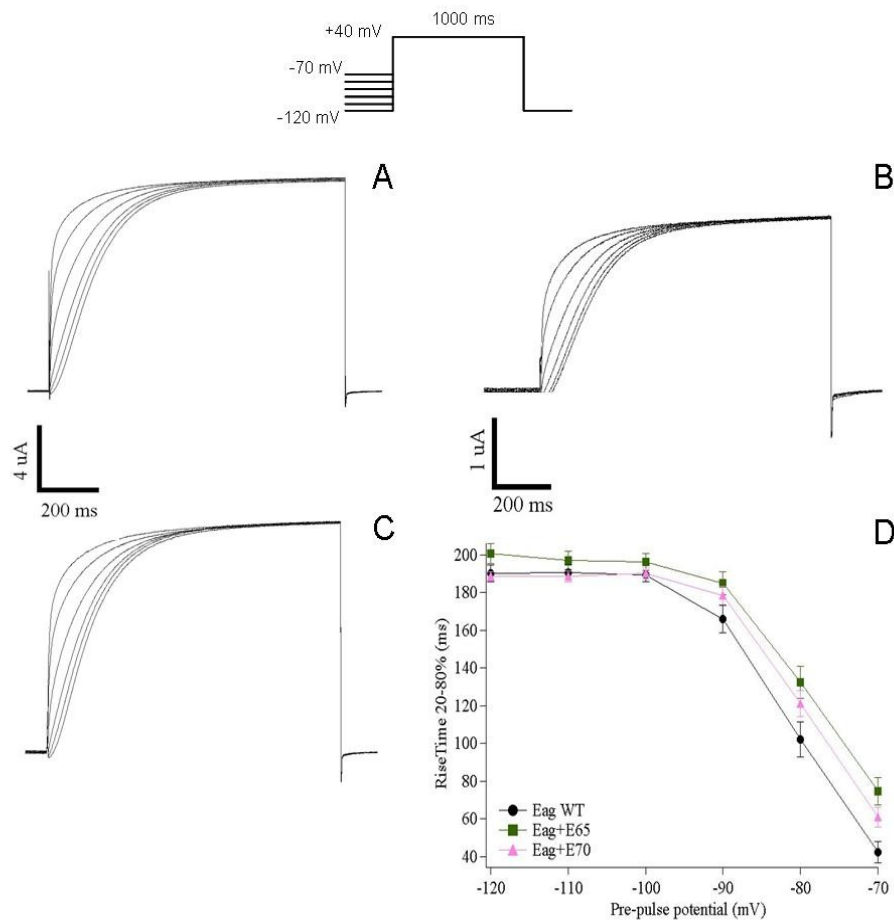 1000 ms
+40 mV
-70 mV
-120 mV
A
B
4 uA
200 ms
1 uA
200 ms
C
D
RiseTime 20-80% (ms)
200
180
160
140
120
100
80
60
40
Eag WT
Eag+E65
Eag+E70
-120
-110
-100
-90
-80
-70
Pre-pulse potential (mV)